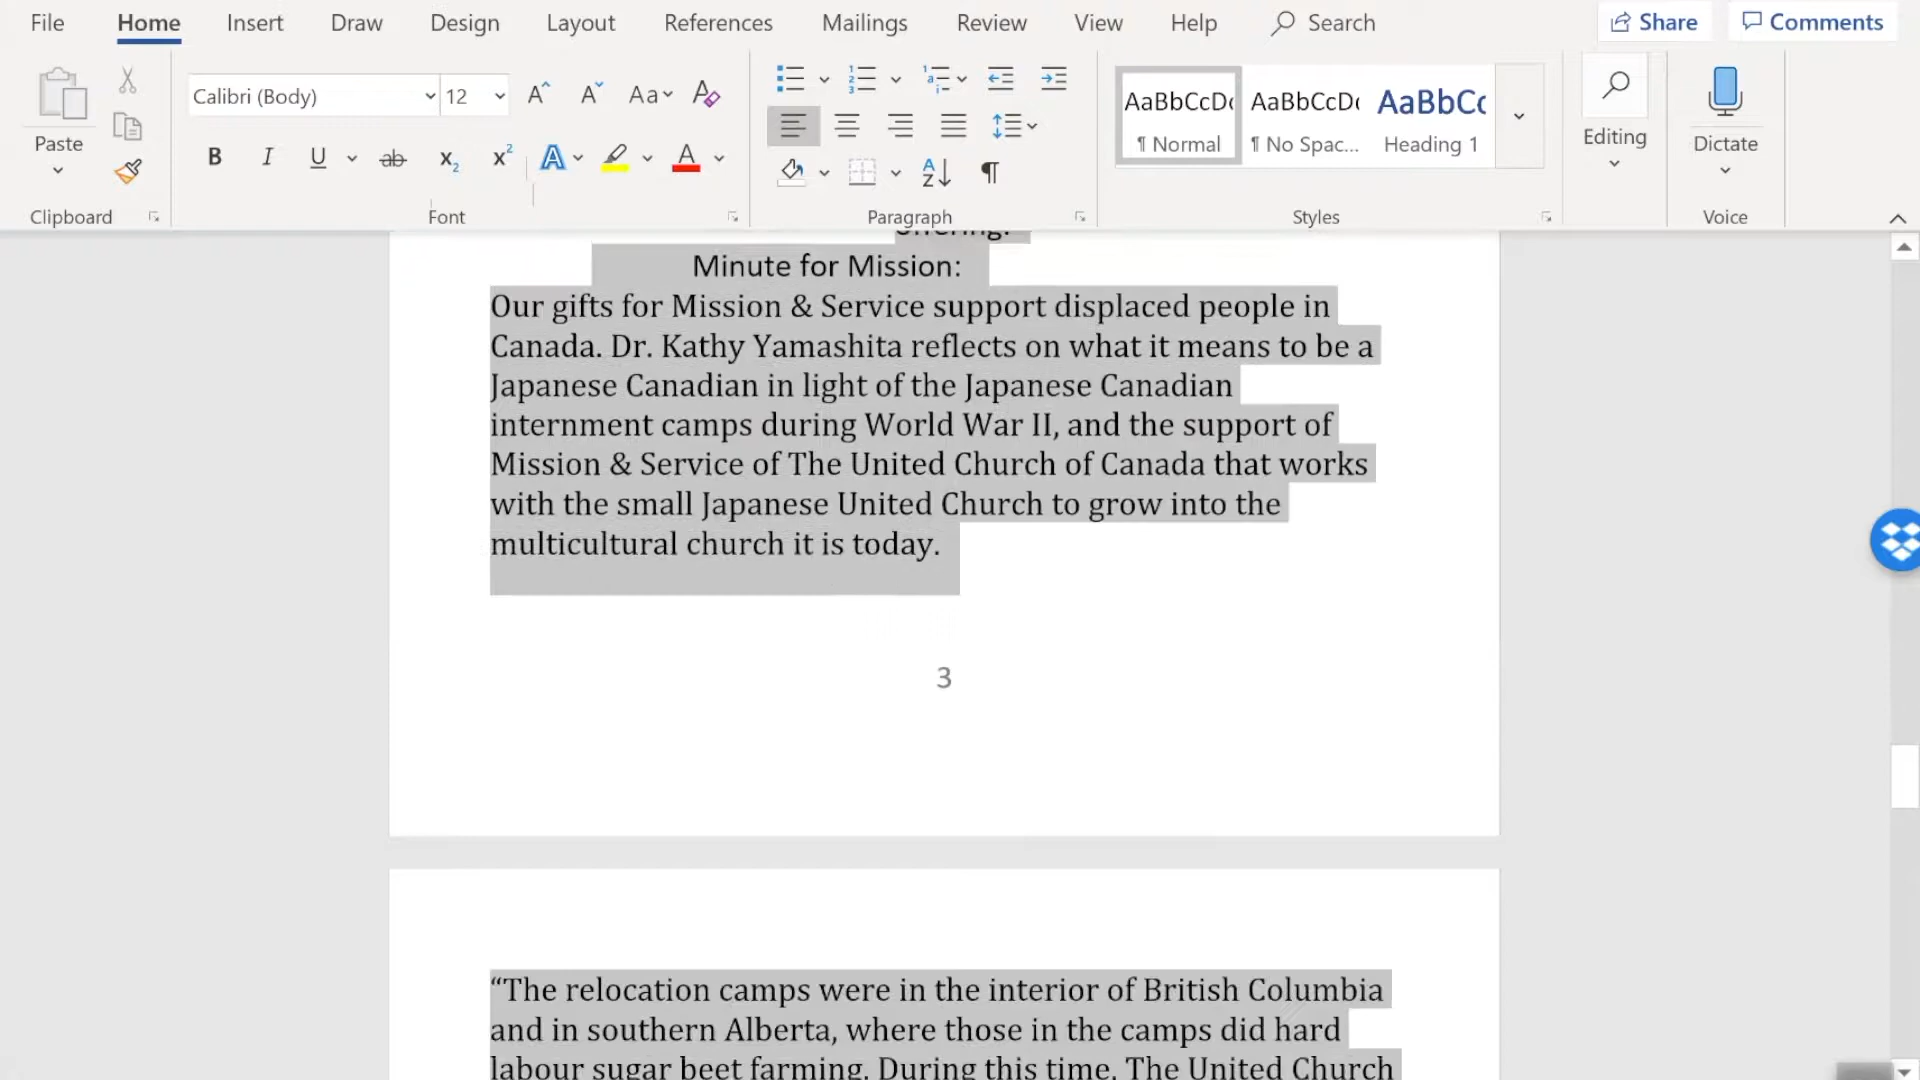 File Home Insert Draw Design Layout References Mailings Review View Help Search Share Comments
Calibri (Body) 12 Aa
AaBbCcDc AaBbCcDc AaBbCc
Paste
B I U ab x2 x2 A A
¶ Normal ¶ No Spac... Heading 1
Editing
Dictate
Clipboard Font Paragraph Styles Voice
offering.
Minute for Mission:
Our gifts for Mission & Service support displaced people in
Canada. Dr. Kathy Yamashita reflects on what it means to be a
Japanese Canadian in light of the Japanese Canadian
internment camps during World War II, and the support of
Mission & Service of The United Church of Canada that works
with the small Japanese United Church to grow into the
multicultural church it is today.
3
“The relocation camps were in the interior of British Columbia
and in southern Alberta, where those in the camps did hard
labour sugar beet farming. During this time, The United Church